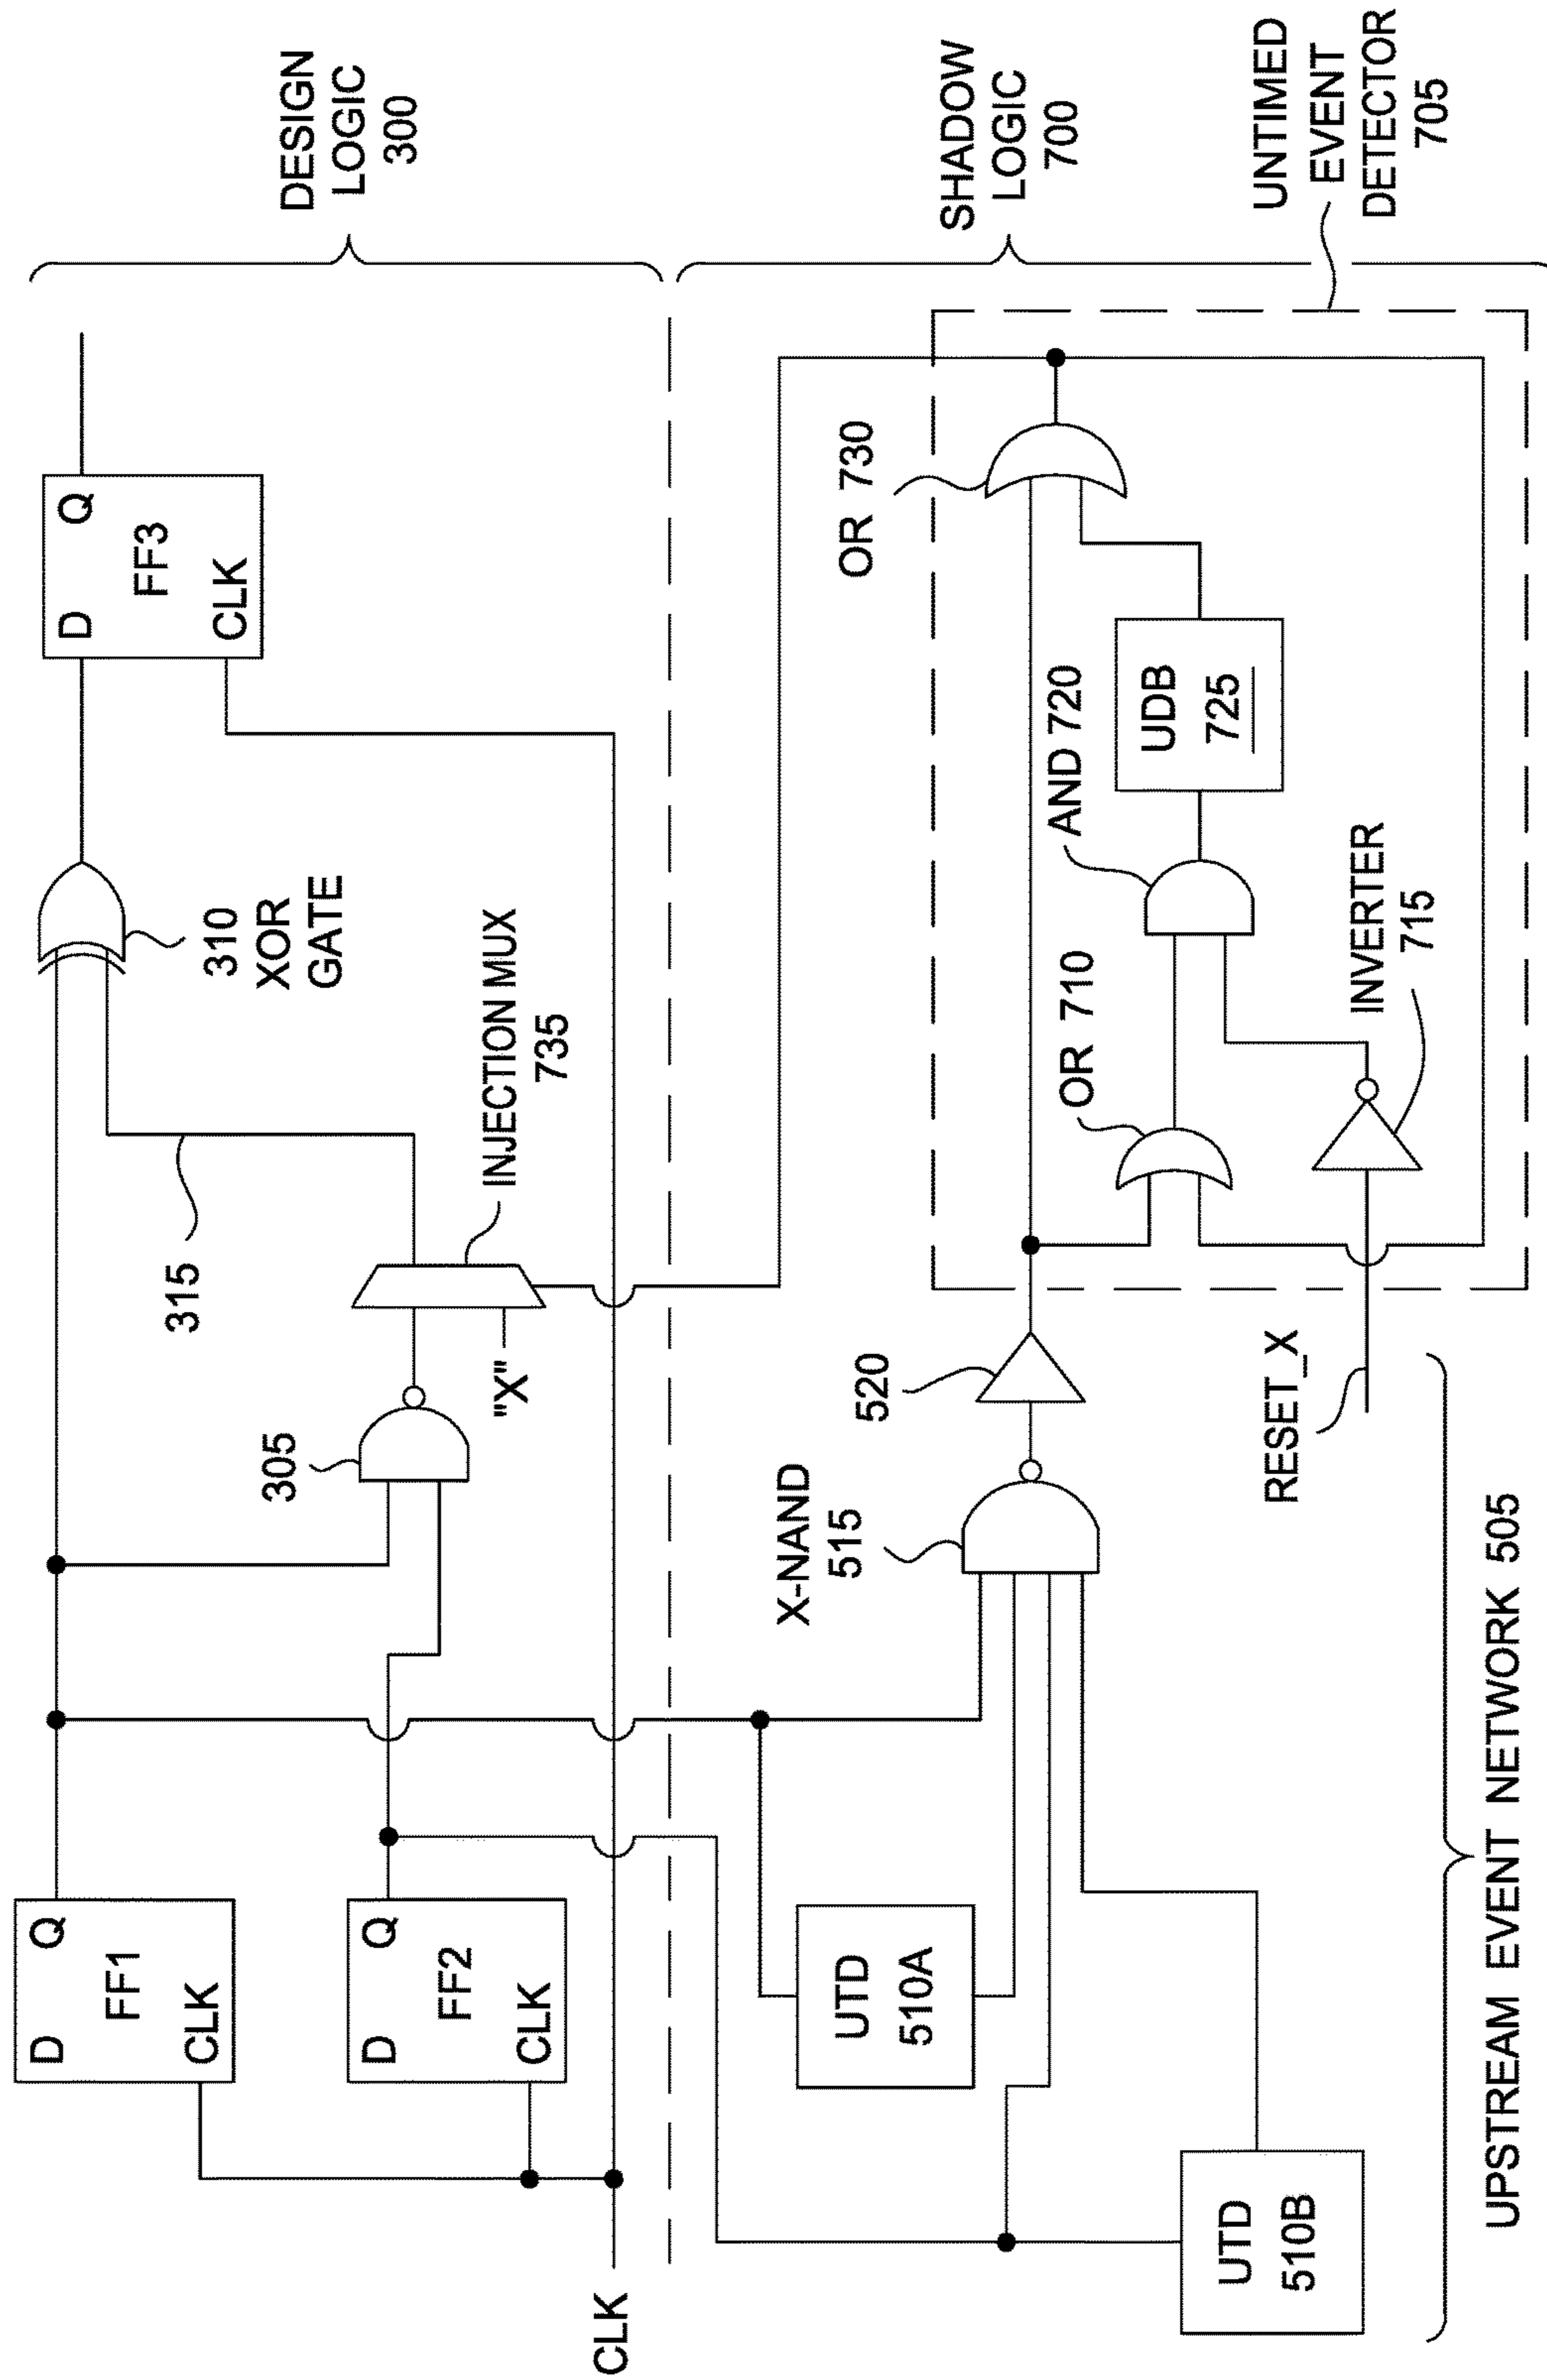 DESIGN
LOGIC
300
D Q
FF1
CLK
310
XOR
GATE
D Q
FF3
CLK
315
305
"X"
INJECTION MUX
735
D Q
FF2
CLK
CLK
SHADOW
LOGIC
700
UTD
510A
X-NAND
515
520
OR 730
AND 720
OR 710
UDB
725
INVERTER
715
RESET_X
UNTIMED
EVENT
DETECTOR
705
UTD
510B
UPSTREAM EVENT NETWORK 505